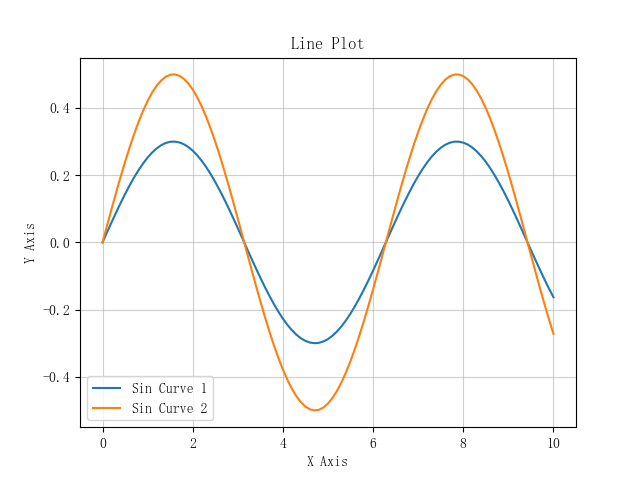 Line Plot
Y Axis
0.4
0.2
0.0
−0.2
−0.4
Sin Curve 1
Sin Curve 2
0 2 4 6 8 10
X Axis